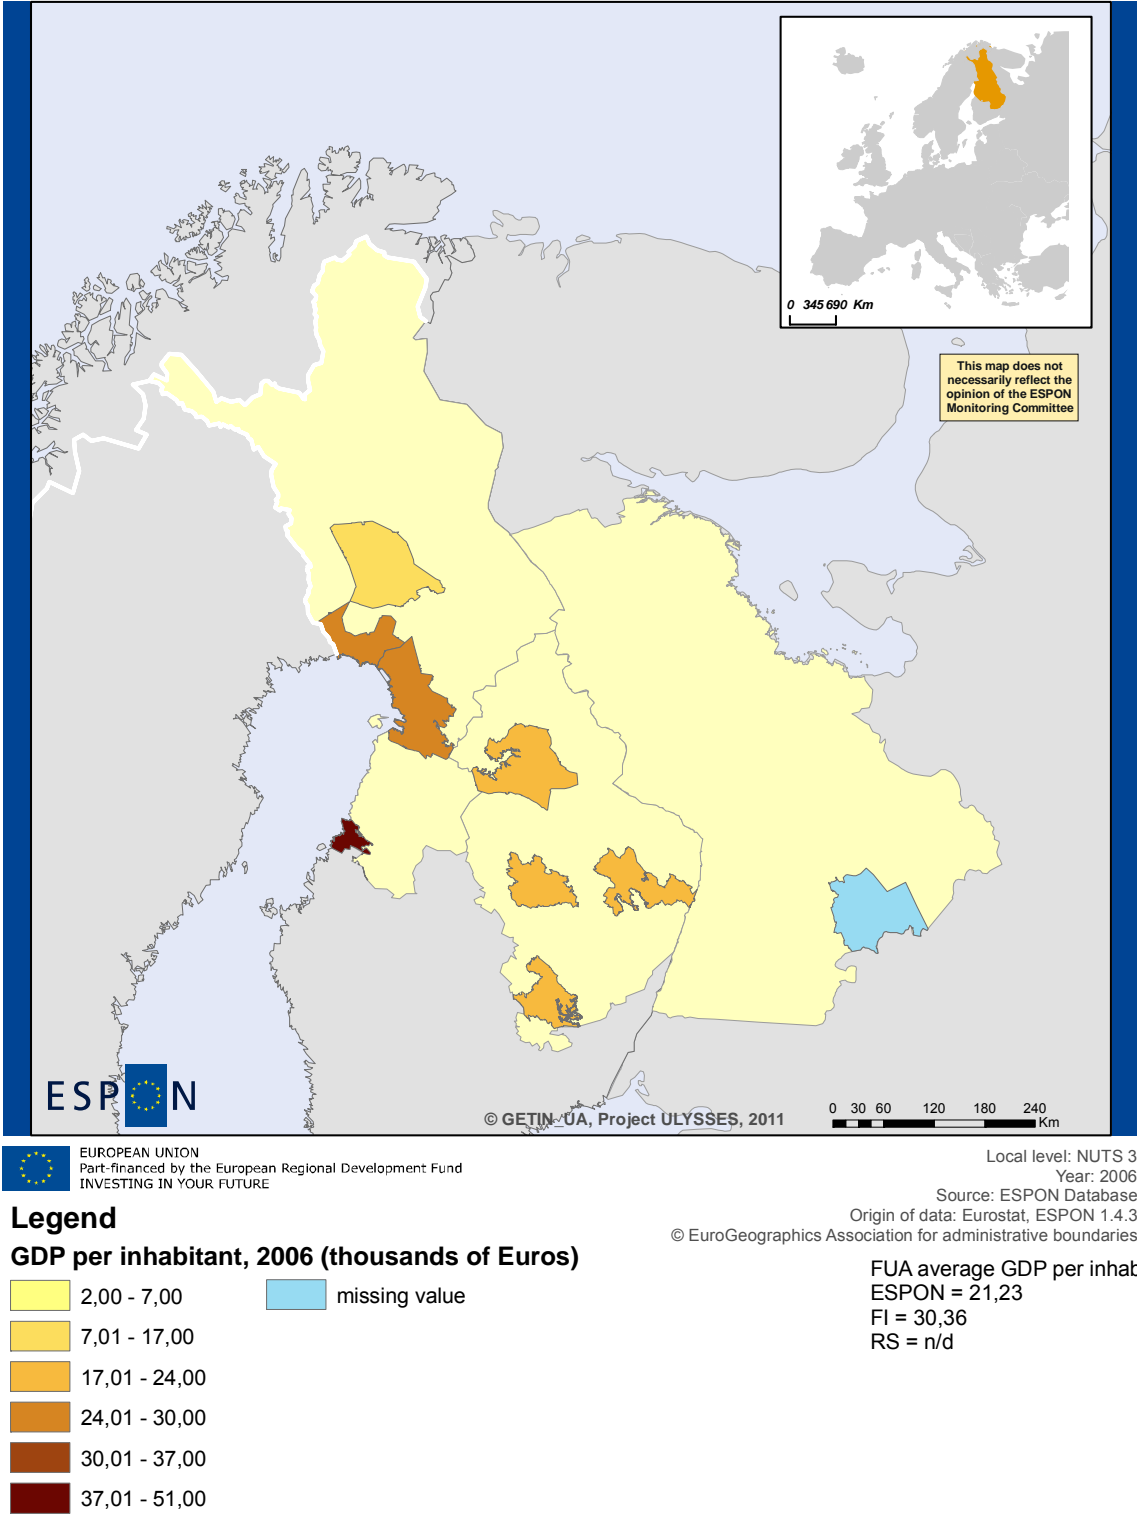 0 345 690 Km
This map does not
necessarily reflect the
opinion of the ESPON
Monitoring Committee
ESPON
© GETIN_UA, Project ULYSSES, 2011
0 30 60 120 180 240
Km
EUROPEAN UNION
Part-financed by the European Regional Development Fund
INVESTING IN YOUR FUTURE
Local level: NUTS 3
Year: 2006
Source: ESPON Database
Origin of data: Eurostat, ESPON 1.4.3
© EuroGeographics Association for administrative boundaries
Legend
GDP per inhabitant, 2006 (thousands of Euros)
2,00 - 7,00
missing value
7,01 - 17,00
17,01 - 24,00
24,01 - 30,00
30,01 - 37,00
37,01 - 51,00
FUA average GDP per inhab
ESPON = 21,23
FI = 30,36
RS = n/d